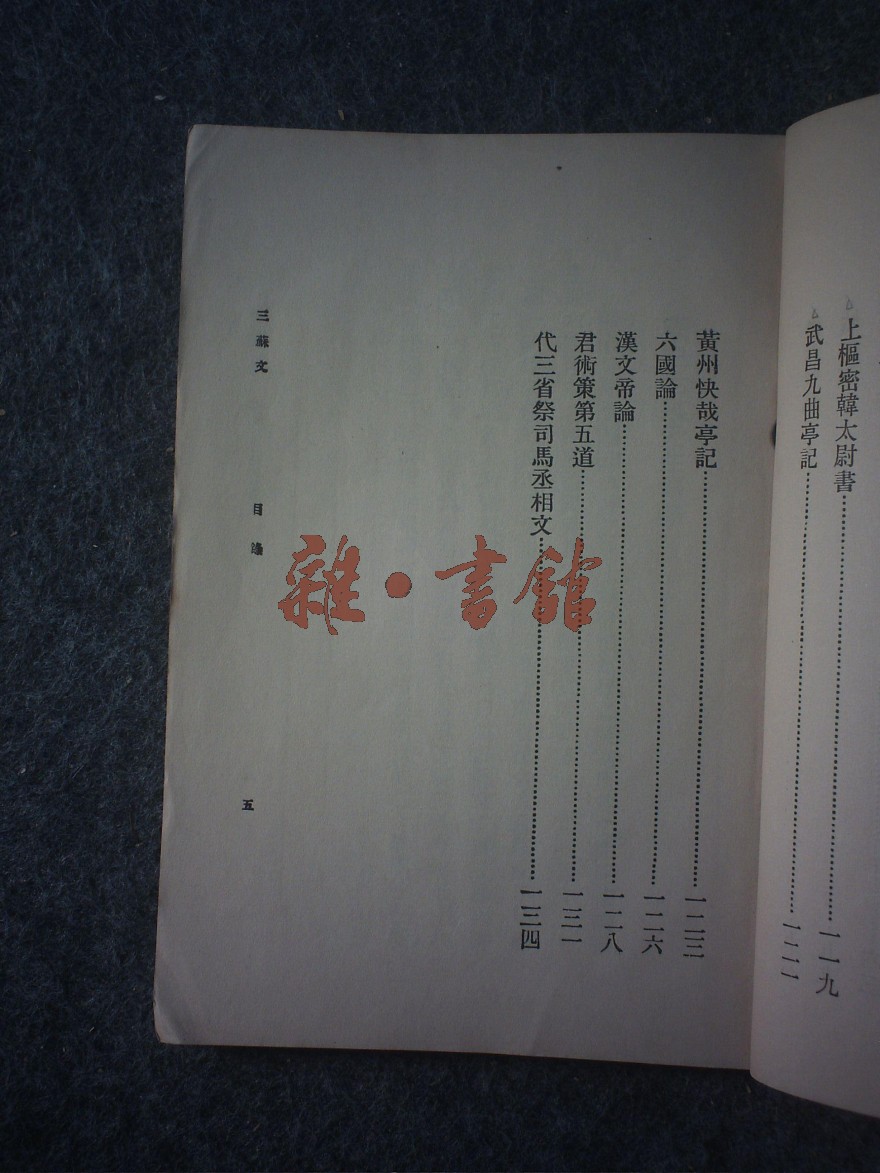 上樞密韓太尉書……一一九
武昌九曲亭記……一二一
黃州快哉亭記……一二三
六國論……一二六
漢文帝論……一二八
君術策第五道……一三一
代三省祭司馬丞相文……一三四
三蘇文 目錄 五
雜·書館